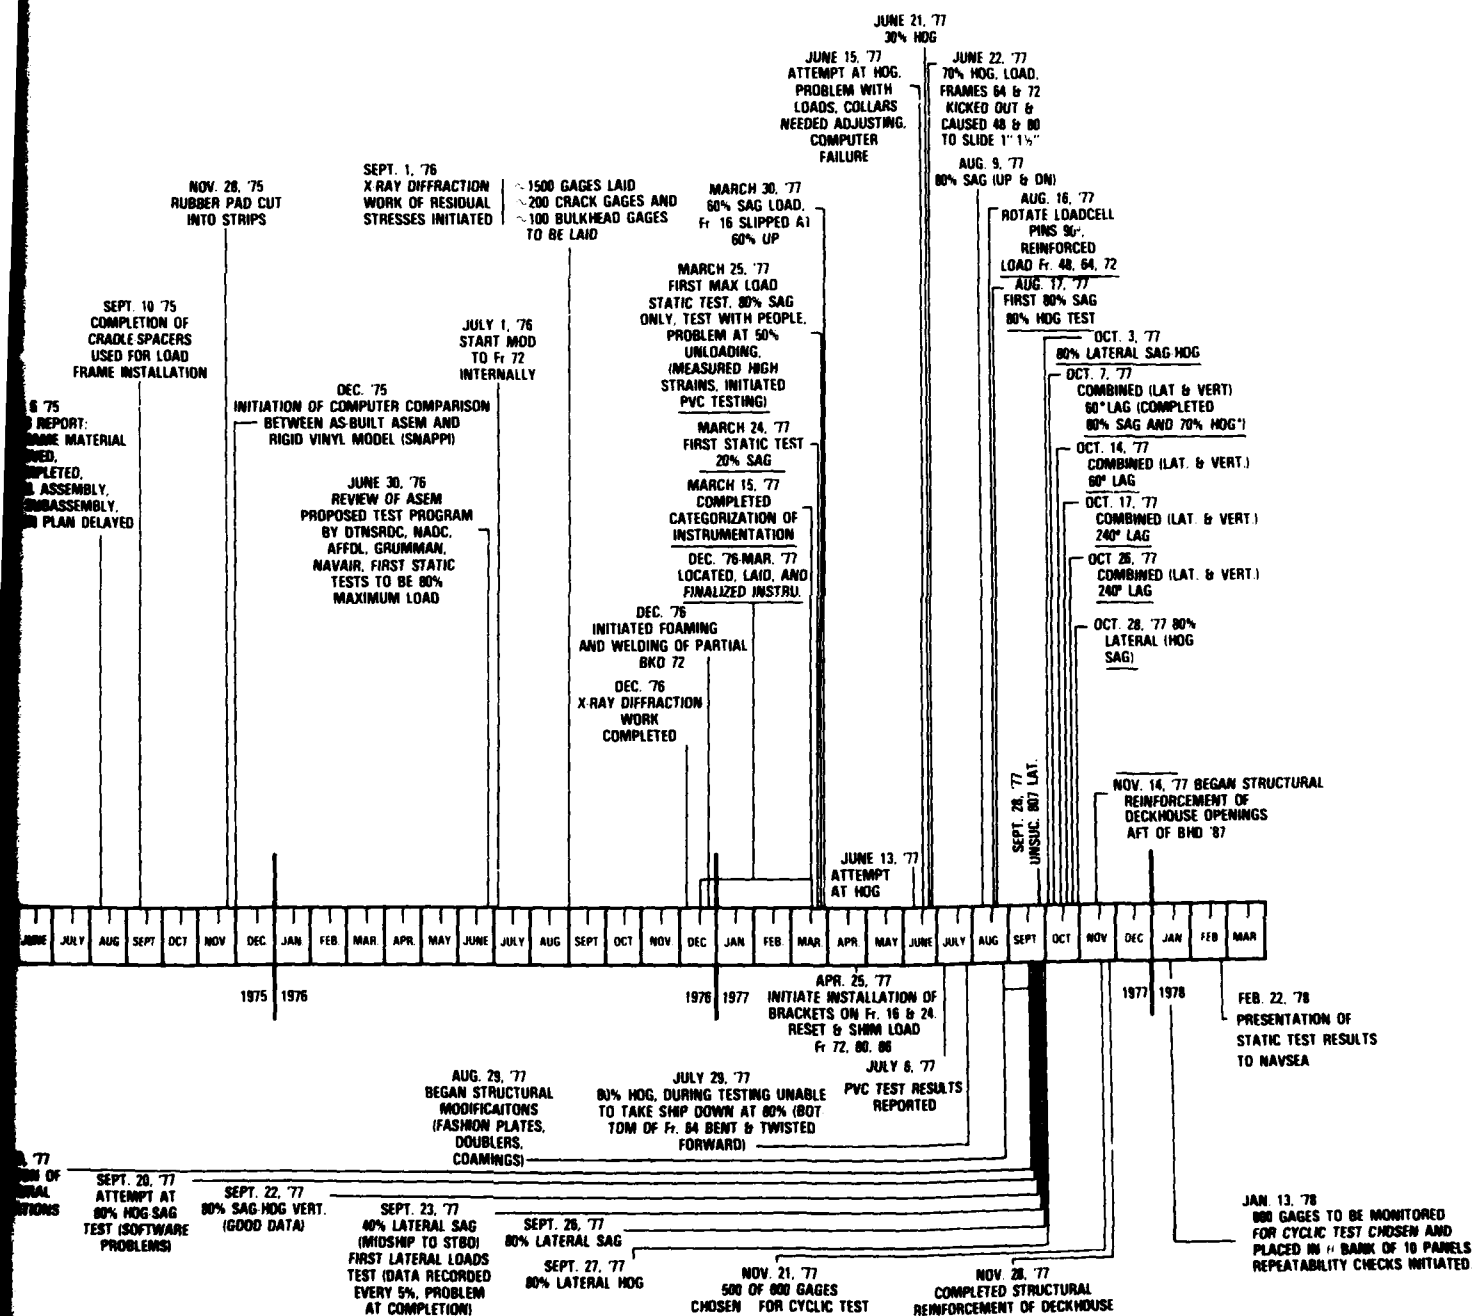 JUNE 21, '77
30% HOG
JUNE 15, '77
ATTEMPT AT HOG,
PROBLEM WITH
LOADS, COLLARS
NEEDED ADJUSTING,
COMPUTER
FAILURE
JUNE 22, '77
70% HOG, LOAD,
FRAMES 64 & 72
KICKED OUT &
CAUSED 48 & 80
TO SLIDE 1" 1½"
NOV. 28, '75
RUBBER PAD CUT
INTO STRIPS
SEPT. 1, '76
X-RAY DIFFRACTION
WORK OF RESIDUAL
STRESSES INITIATED
~1500 GAGES LAID
~200 CRACK GAGES AND
~100 BULKHEAD GAGES
TO BE LAID
MARCH 30, '77
60% SAG LOAD,
Fr 16 SLIPPED AT
60% UP
AUG. 9, '77
80% SAG (UP & DN)
AUG. 16, '77
ROTATE LOADCELL
PINS 90°,
REINFORCED
LOAD Fr. 48, 64, 72
AUG. 17, '77
FIRST 80% SAG
80% HOG TEST
MARCH 25, '77
FIRST MAX LOAD
STATIC TEST, 80% SAG
ONLY, TEST WITH PEOPLE,
PROBLEM AT 50%
UNLOADING,
(MEASURED HIGH
STRAINS, INITIATED
PVC TESTING)
SEPT. 10 '75
COMPLETION OF
CRADLE SPACERS
USED FOR LOAD
FRAME INSTALLATION
JULY 1, '76
START MOD
TO Fr 72
INTERNALLY
OCT. 3, '77
80% LATERAL SAG-HOG
OCT. 7, '77
COMBINED (LAT & VERT)
60° LAG (COMPLETED
80% SAG AND 70% HOG*)
DEC. '75
INITIATION OF COMPUTER COMPARISON
BETWEEN AS-BUILT ASEM AND
RIGID VINYL MODEL (SNAPPI)
'75
REPORT:
MATERIAL
ASSEMBLY,
PLAN DELAYED
MARCH 24, '77
FIRST STATIC TEST
20% SAG
OCT. 14, '77
COMBINED (LAT. & VERT.)
60° LAG
JUNE 30, '76
REVIEW OF ASEM
PROPOSED TEST PROGRAM
BY DTNSRDC, NADC,
AFFDL, GRUMMAN,
NAVAIR, FIRST STATIC
TESTS TO BE 80%
MAXIMUM LOAD
MARCH 15, '77
COMPLETED
CATEGORIZATION OF
INSTRUMENTATION
OCT. 17, '77
COMBINED (LAT. & VERT.)
240° LAG
DEC. '76-MAR. '77
LOCATED, LAID, AND
FINALIZED INSTRU.
OCT 26, '77
COMBINED (LAT. & VERT.)
240° LAG
DEC. '76
INITIATED FOAMING
AND WELDING OF PARTIAL
BKD 72
OCT. 28, '77 80%
LATERAL (HOG
SAG)
DEC. '76
X-RAY DIFFRACTION
WORK
COMPLETED
SEPT. 28, '77
UNSUC. 80? LAT.
NOV. 14, '77 BEGAN STRUCTURAL
REINFORCEMENT OF
DECKHOUSE OPENINGS
AFT OF BHD '87
JUNE 13, '77
ATTEMPT
AT HOG
JUNE JULY AUG SEPT OCT NOV DEC. JAN FEB. MAR. APR. MAY JUNE JULY AUG SEPT OCT NOV. DEC JAN FEB. MAR. APR. MAY JUNE JULY AUG SEPT OCT NOV DEC JAN FEB MAR
1975 1976
1976 1977
1977 1978
APR. 25, '77
INITIATE INSTALLATION OF
BRACKETS ON Fr. 16 & 24.
RESET & SHIM LOAD
Fr 72, 80, 86
FEB. 22, '78
PRESENTATION OF
STATIC TEST RESULTS
TO NAVSEA
JULY 6, '77
PVC TEST RESULTS
REPORTED
AUG. 29, '77
BEGAN STRUCTURAL
MODIFICAITONS
(FASHION PLATES,
DOUBLERS,
COAMINGS)
JULY 29, '77
80% HOG, DURING TESTING UNABLE
TO TAKE SHIP DOWN AT 80% (BOT
TOM OF Fr. 64 BENT & TWISTED
FORWARD)
'77
OF
SEPT. 20, '77
ATTEMPT AT
80% HOG-SAG
TEST (SOFTWARE
PROBLEMS)
SEPT. 22, '77
80% SAG-HOG VERT.
(GOOD DATA)
SEPT. 23, '77
40% LATERAL SAG
(MIDSHIP TO STBD)
FIRST LATERAL LOADS
TEST (DATA RECORDED
EVERY 5%, PROBLEM
AT COMPLETION)
SEPT. 26, '77
80% LATERAL SAG
SEPT. 27, '77
80% LATERAL HOG
NOV. 21, '77
500 OF 600 GAGES
CHOSEN FOR CYCLIC TEST
NOV. 28, '77
COMPLETED STRUCTURAL
REINFORCEMENT OF DECKHOUSE
JAN. 13, '78
GAGES TO BE MONITORED
FOR CYCLIC TEST CHOSEN AND
PLACED IN BANK OF 10 PANELS
REPEATABILITY CHECKS INITIATED